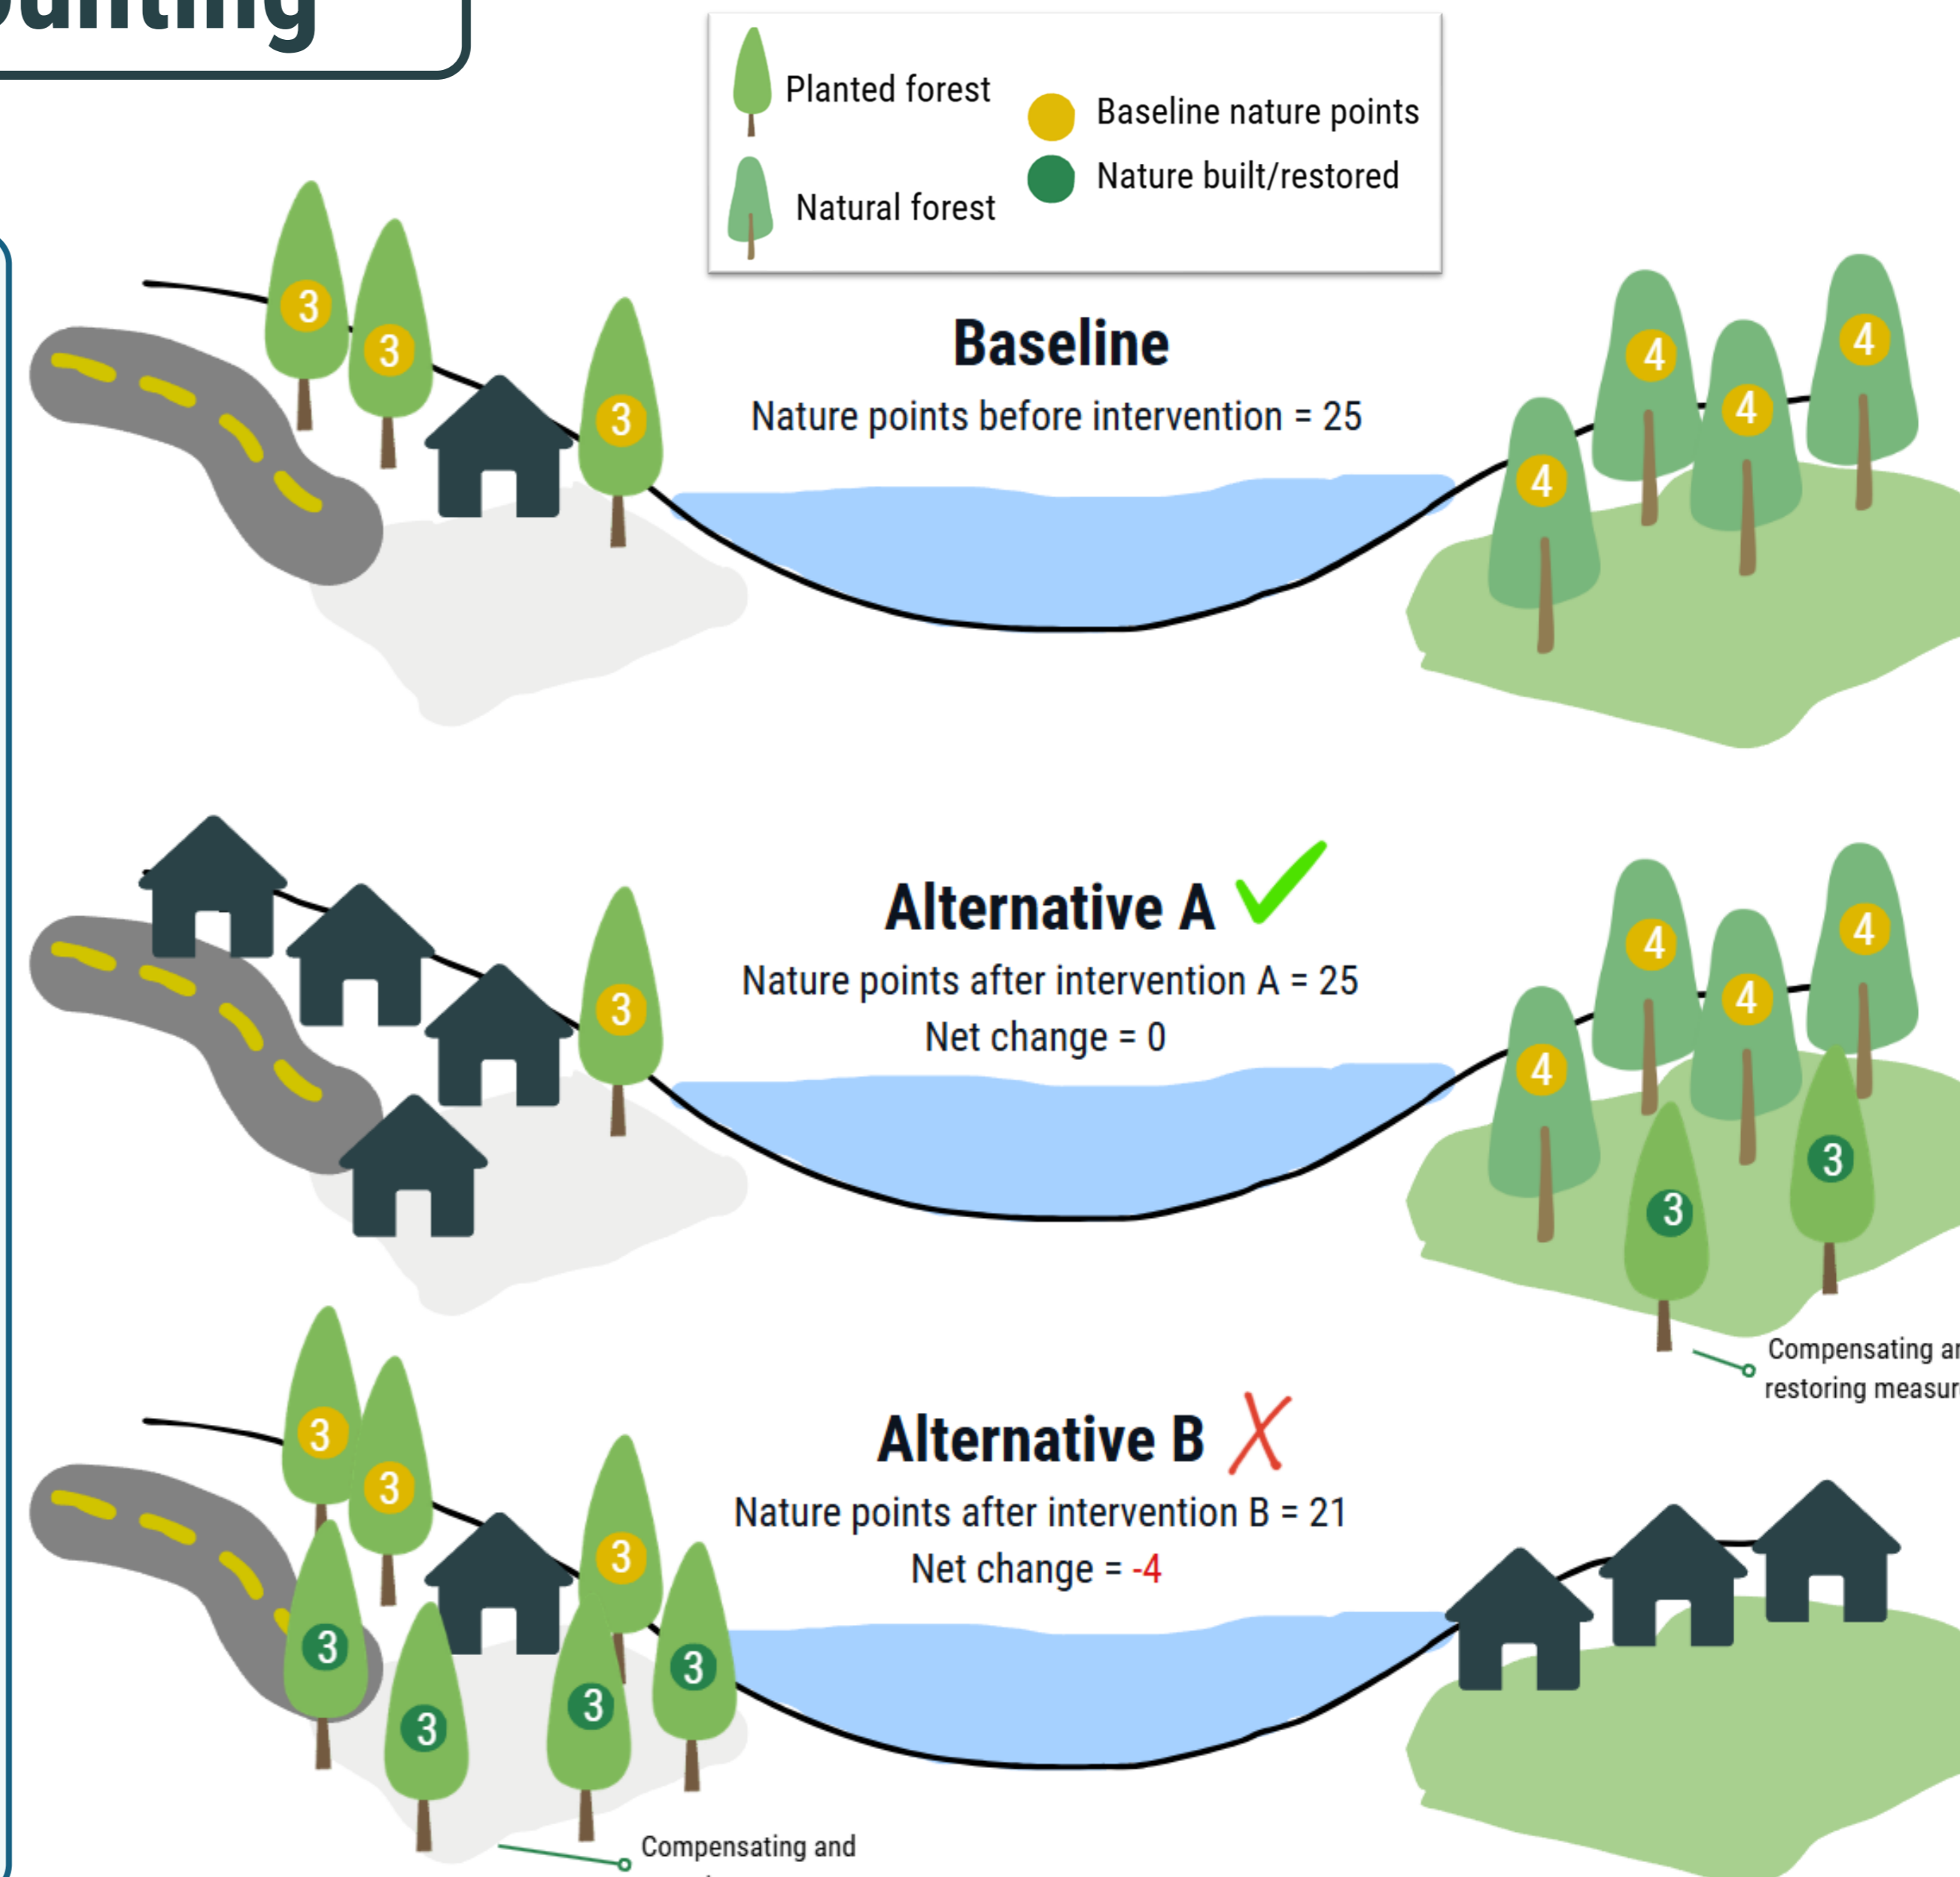 Planted forest
Natural forest
Baseline nature points
Nature built/restored
3
3
3
Baseline
Nature points before intervention = 25
4
4
4
4
3
Alternative A
Nature points after intervention A = 25
Net change = 0
4
4
4
4
3
3
Compensating
restoring
3
3
3
3
3
3
3
Alternative B
Nature points after intervention B = 21
Net change = -4
Compensating and